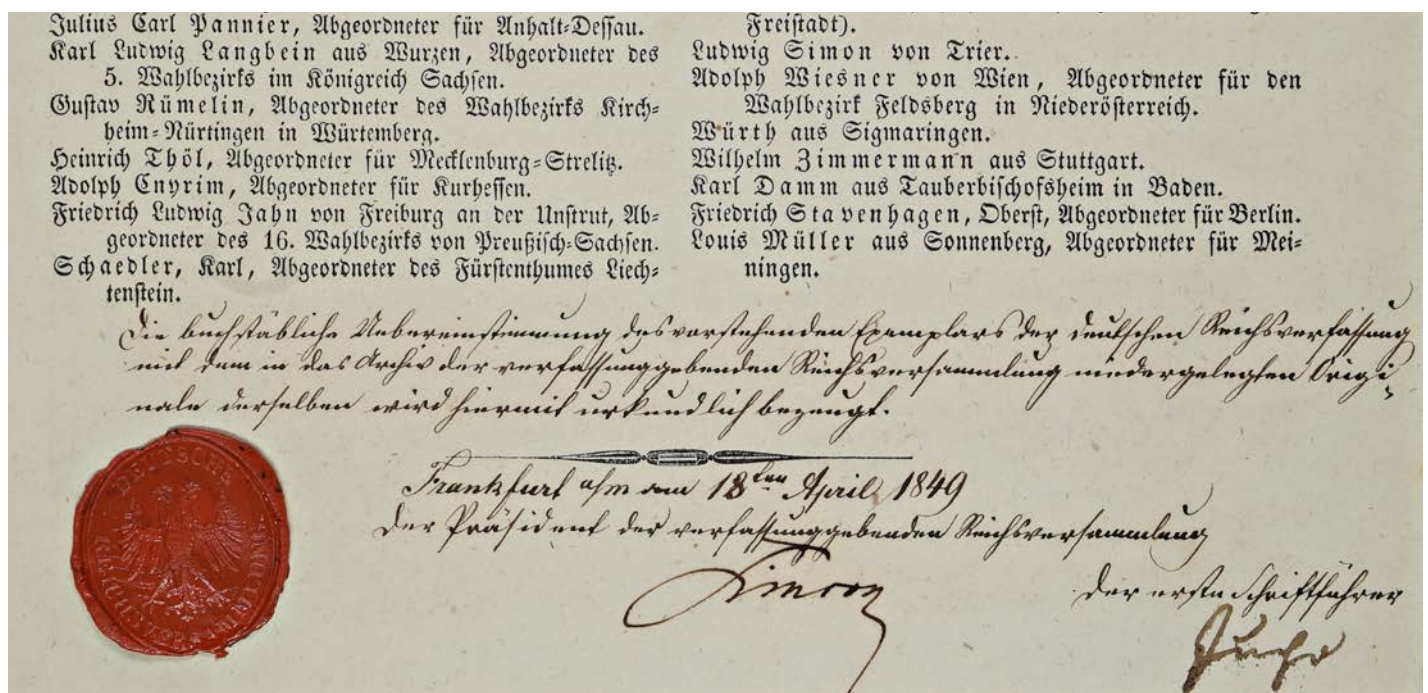 Julius Carl Pannier, Abgeordneter für Anhalt-Dessau.
Karl Ludwig Langbein aus Wurzen, Abgeordneter des
5. Wahlbezirks im Königreich Sachsen.
Gustav Rümelin, Abgeordneter des Wahlbezirks Kirch-
heim-Nürtingen in Würtemberg.
Heinrich Thöl, Abgeordneter für Mecklenburg-Strelitz.
Adolph Cnyrim, Abgeordneter für Kurhessen.
Friedrich Ludwig Jahn von Freiburg an der Unstrut, Ab-
geordneter des 16. Wahlbezirks von Preußisch-Sachsen.
Schaedler, Karl, Abgeordneter des Fürstenthumes Liech-
tenstein.
Freistadt).
Ludwig Simon von Trier.
Adolph Wiesner von Wien, Abgeordneter für den
Wahlbezirk Feldsberg in Niederösterreich.
Würth aus Sigmaringen.
Wilhelm Zimmermann aus Stuttgart.
Karl Damm aus Tauberbischofsheim in Baden.
Friedrich Stavenhagen, Oberst, Abgeordneter für Berlin.
Louis Müller aus Sonnenberg, Abgeordneter für Mei-
ningen.
Die buchstäbliche Uebereinstimmung des vorstehenden Exemplars der deutschen Reichsverfassung
mit dem in das Archiv der verfassunggebenden Reichsversammlung niedergelegten Origi-
nale derselben wird hiermit urkundlich bezeugt.
Frankfurt a/m am 18ten April 1849
Der Präsident der verfassunggebenden Reichsversammlung
Simson
Der erste Schriftführer